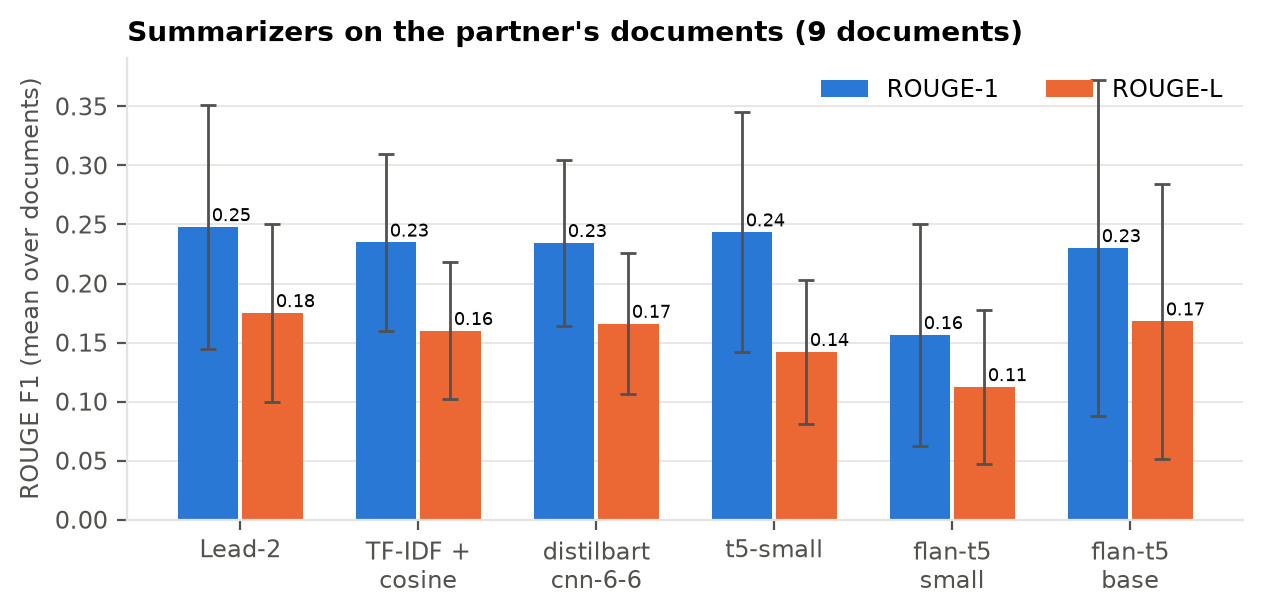 Summarizers on the partner's documents (9 documents)
ROUGE-1
ROUGE-L
ROUGE F1 (mean over documents)
0.35
0.30
0.25
0.20
0.15
0.10
0.05
0.00
0.25
0.18
0.23
0.16
0.23
0.17
0.24
0.14
0.16
0.11
0.23
0.17
Lead-2
TF-IDF +
cosine
distilbart
cnn-6-6
t5-small
flan-t5
small
flan-t5
base